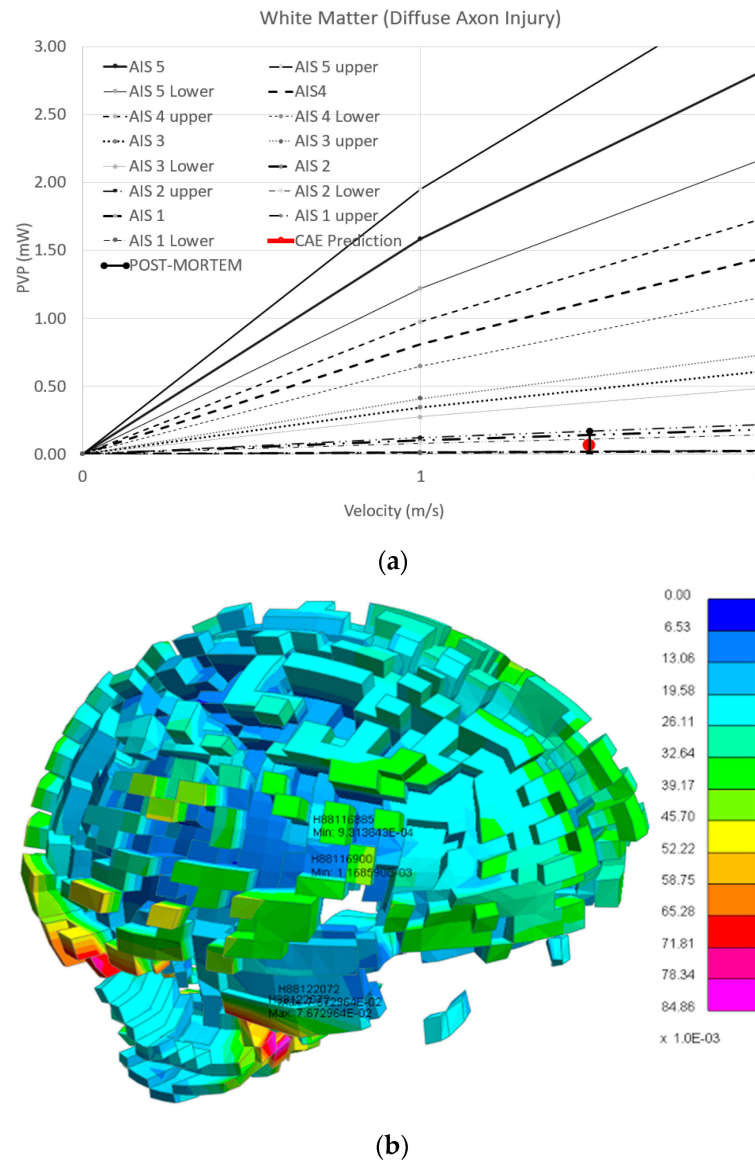 White Matter (Diffuse Axon Injury)
3.00
2.50
2.00
1.50
1.00
0.50
0.00
PVP (mW)
AIS 5
AIS 5 upper
AIS 5 Lower
AIS4
AIS 4 upper
AIS 4 Lower
AIS 3
AIS 3 upper
AIS 3 Lower
AIS 2
AIS 2 upper
AIS 2 Lower
AIS 1
AIS 1 upper
AIS 1 Lower
CAE Prediction
POST-MORTEM
0
1
Velocity (m/s)
(a)
0.00
6.53
13.06
19.58
26.11
32.64
39.17
45.70
52.22
58.75
65.28
71.81
78.34
84.86
x 1.0E-03
H88116885
Min: 9.313843E-04
H88116900
Min: 1.168590E-03
H88122072
Max: 7.672964E-02
(b)